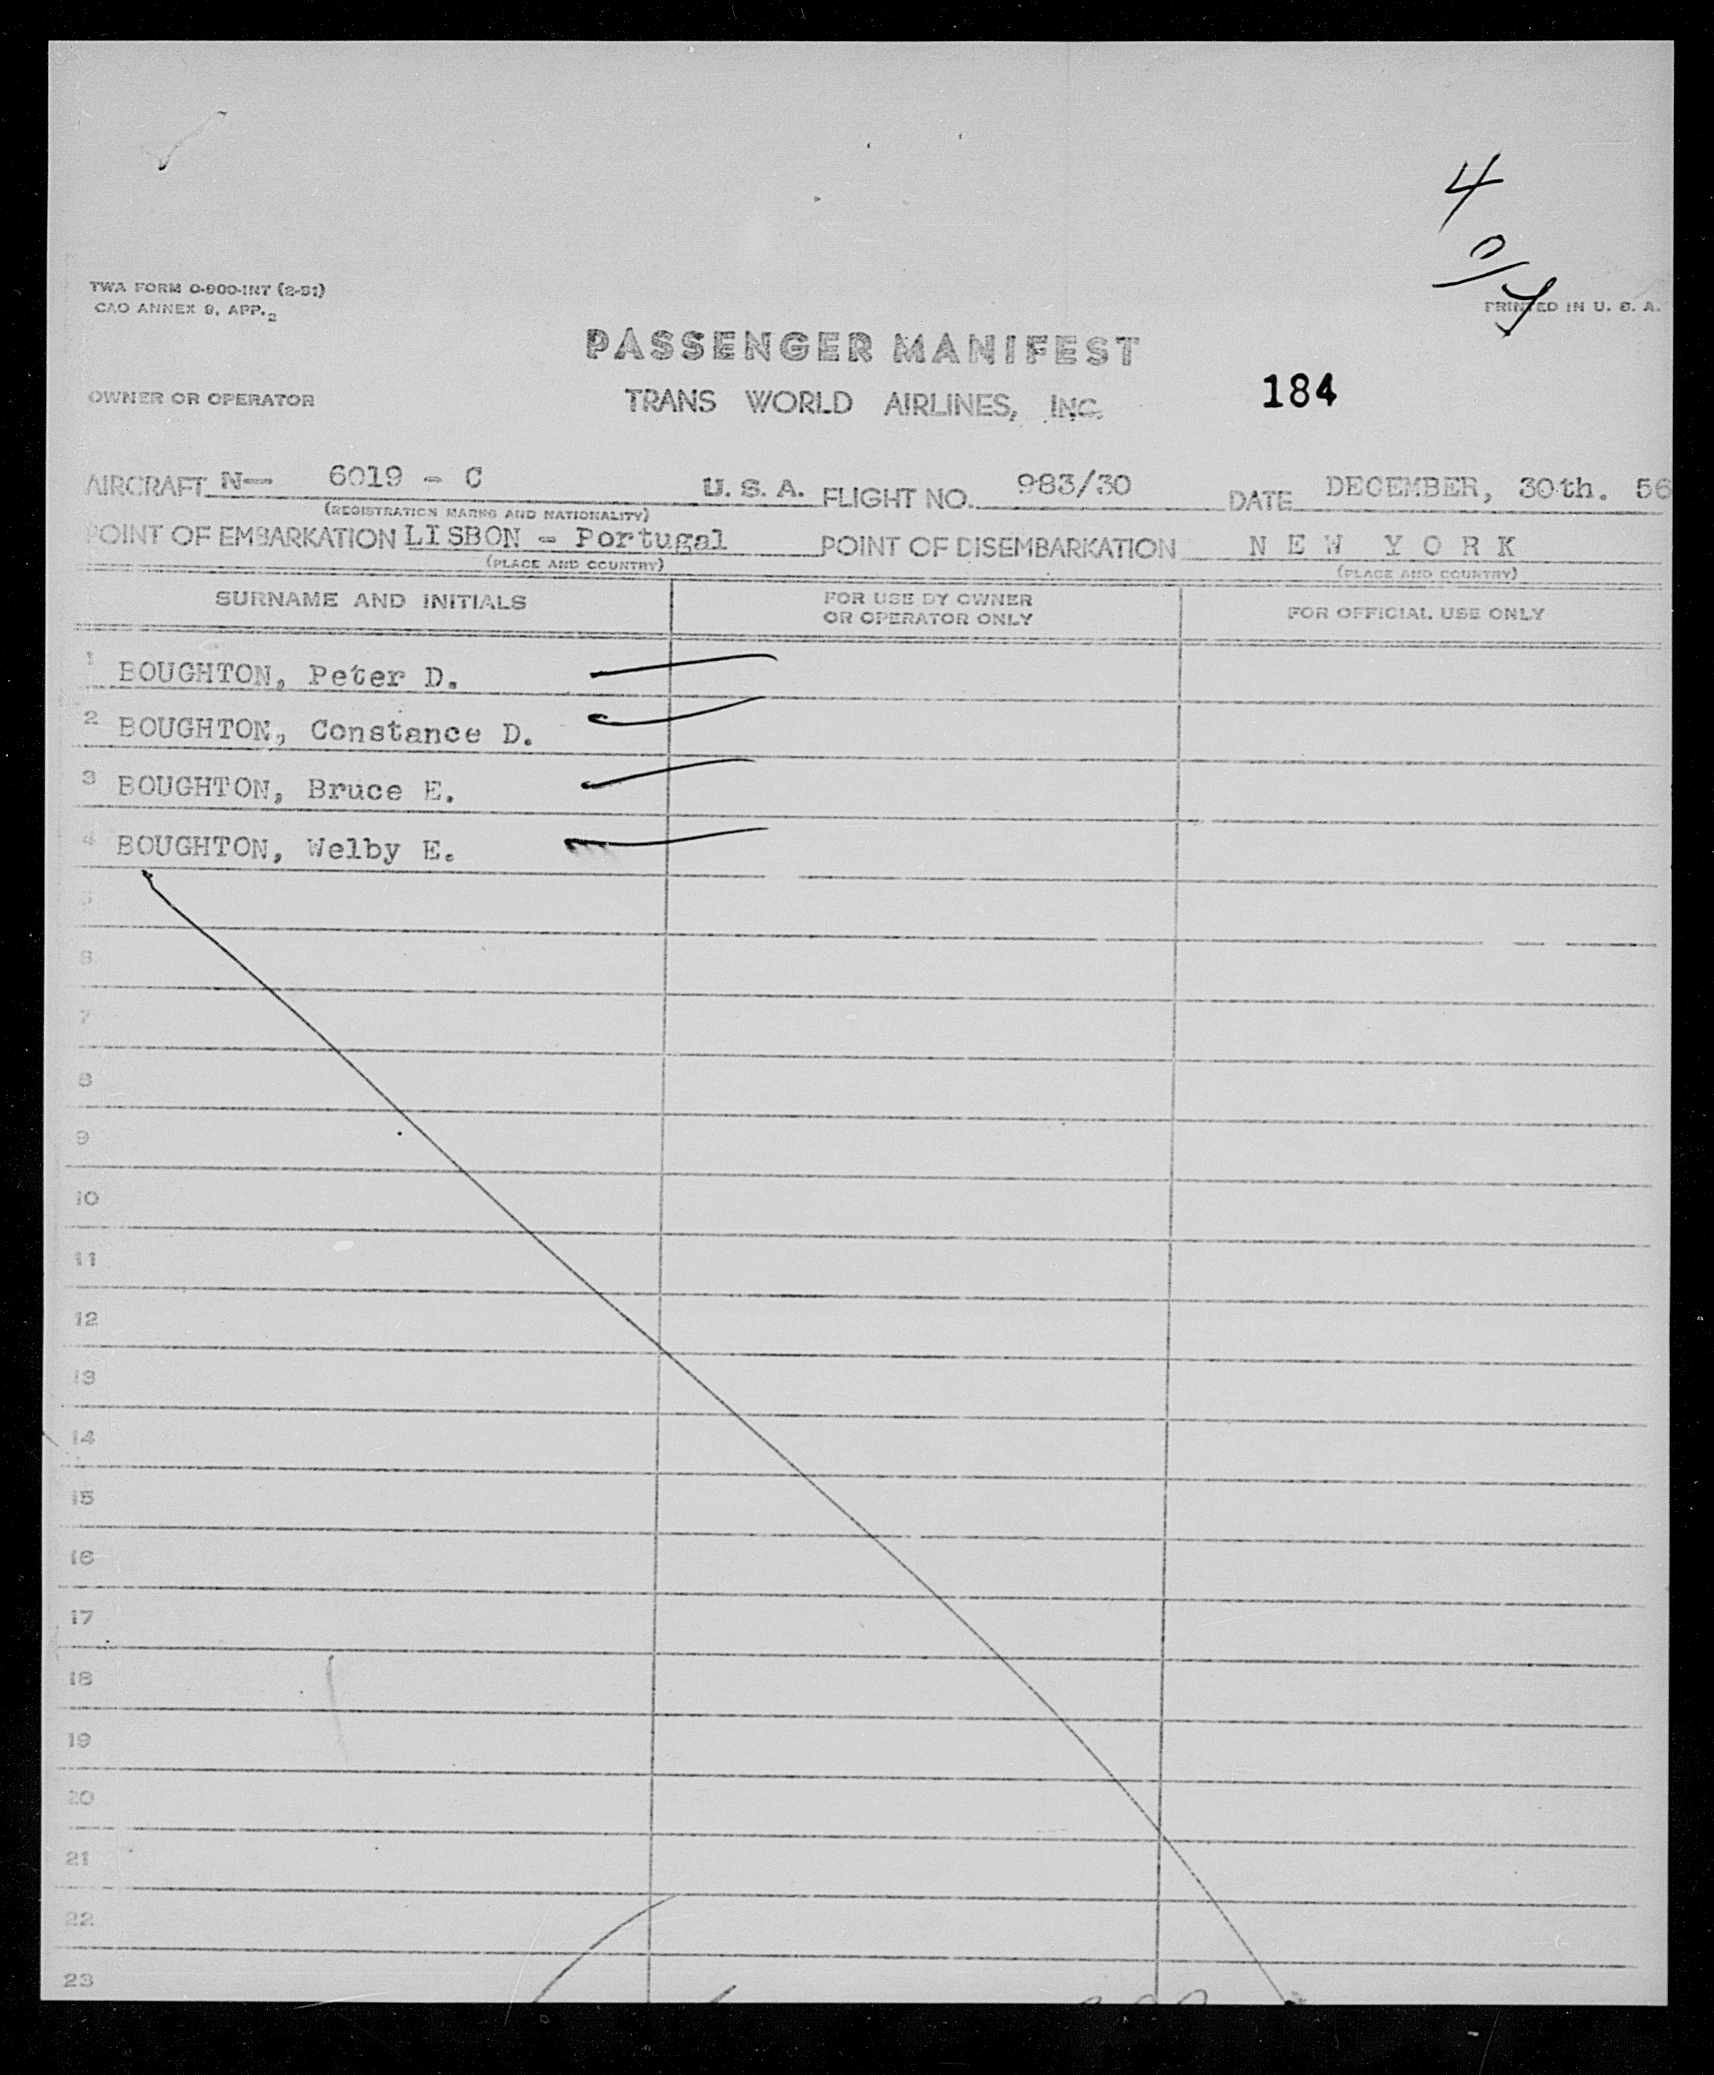 4
0/4
TWA FORM O-900-INT (2-51)
CAO ANNEX 9, APP. 2
PRINTED IN U. S. A.
PASSENGER MANIFEST
OWNER OR OPERATOR TRANS WORLD AIRLINES, INC. 184
AIRCRAFT N— 6019 - C U. S. A. FLIGHT NO. 983/30 DATE DECEMBER, 30th. 56
(REGISTRATION MARKS AND NATIONALITY)
POINT OF EMBARKATION LISBON - Portugal POINT OF DISEMBARKATION N E W Y O R K
(PLACE AND COUNTRY) (PLACE AND COUNTRY)
SURNAME AND INITIALS FOR USE BY OWNER OR OPERATOR ONLY FOR OFFICIAL USE ONLY
1 BOUGHTON, Peter D.
2 BOUGHTON, Constance D.
3 BOUGHTON, Bruce E.
4 BOUGHTON, Welby E.
5
6
7
8
9
10
11
12
13
14
15
16
17
18
19
20
21
22
23